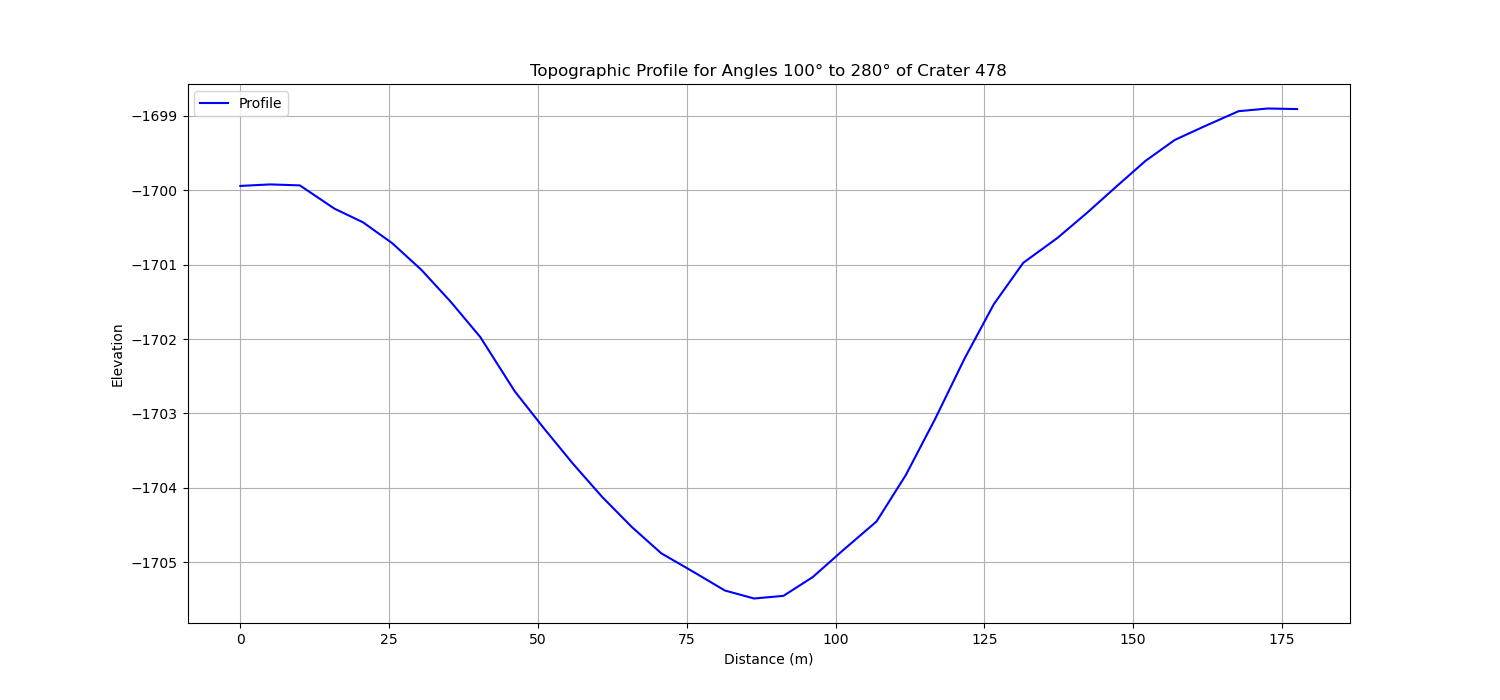 Topographic Profile for Angles 100° to 280° of Crater 478
Profile
−1699
−1700
−1701
−1702
−1703
−1704
−1705
Elevation
0 25 50 75 100 125 150 175
Distance (m)